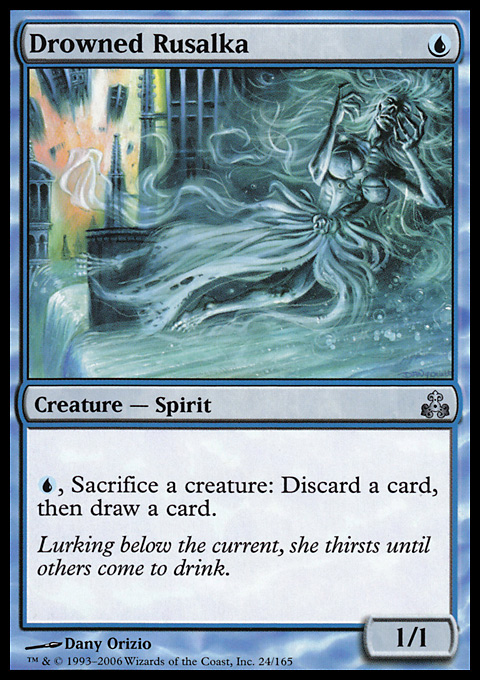 Drowned Rusalka
Creature — Spirit
, Sacrifice a creature: Discard a card,
then draw a card.
Lurking below the current, she thirsts until
others come to drink.
Dany Orizio
1/1
™ & © 1993–2006 Wizards of the Coast, Inc. 24/165